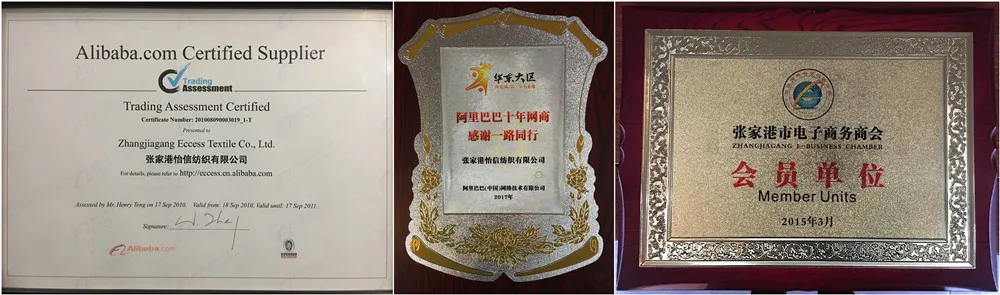 Alibaba.com Certified Supplier
Trading
Assessment
Trading Assessment Certified
Certificate Number: 201008090003019_1-T
Presented to
Zhangjiagang Eccess Textile Co., Ltd.
张家港怡信纺织有限公司
For details, please refer to http://eccess.en.alibaba.com
Assessed by Mr. Henry Tong on 17 Sep 2010. Valid from: 18 Sep 2010, Valid until: 17 Sep 2011.
Signature:
Alibaba.com
华东大区
阿里巴巴十年网商
感谢一路同行
张家港怡信纺织有限公司
阿里巴巴(中国)网络技术有限公司
2017年
张家港市电子商务商会
ZHANGJIAGANG E-BUSINESS CHAMBER
会员单位
Member Units
2015年3月